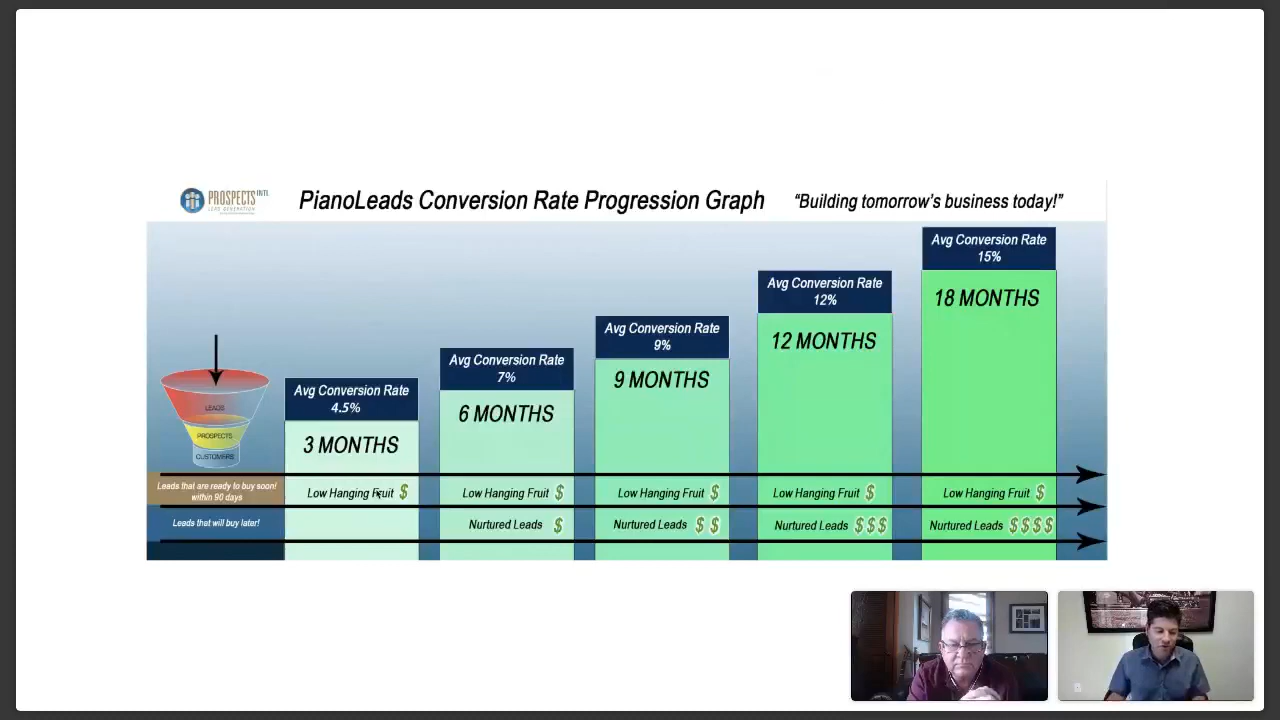 PROSPECTS INTL
LEAD GENERATION
PianoLeads Conversion Rate Progression Graph
“Building tomorrow’s business today!”
Avg Conversion Rate
15%
18 MONTHS
Avg Conversion Rate
12%
12 MONTHS
Avg Conversion Rate
9%
9 MONTHS
Avg Conversion Rate
7%
6 MONTHS
Avg Conversion Rate
4.5%
3 MONTHS
LEADS
PROSPECTS
CUSTOMERS
Leads that are ready to buy soon!
within 90 days
Low Hanging Fruit $
Low Hanging Fruit $
Low Hanging Fruit $
Low Hanging Fruit $
Low Hanging Fruit $
Leads that will buy later!
Nurtured Leads $
Nurtured Leads $ $
Nurtured Leads $ $ $
Nurtured Leads $ $ $ $